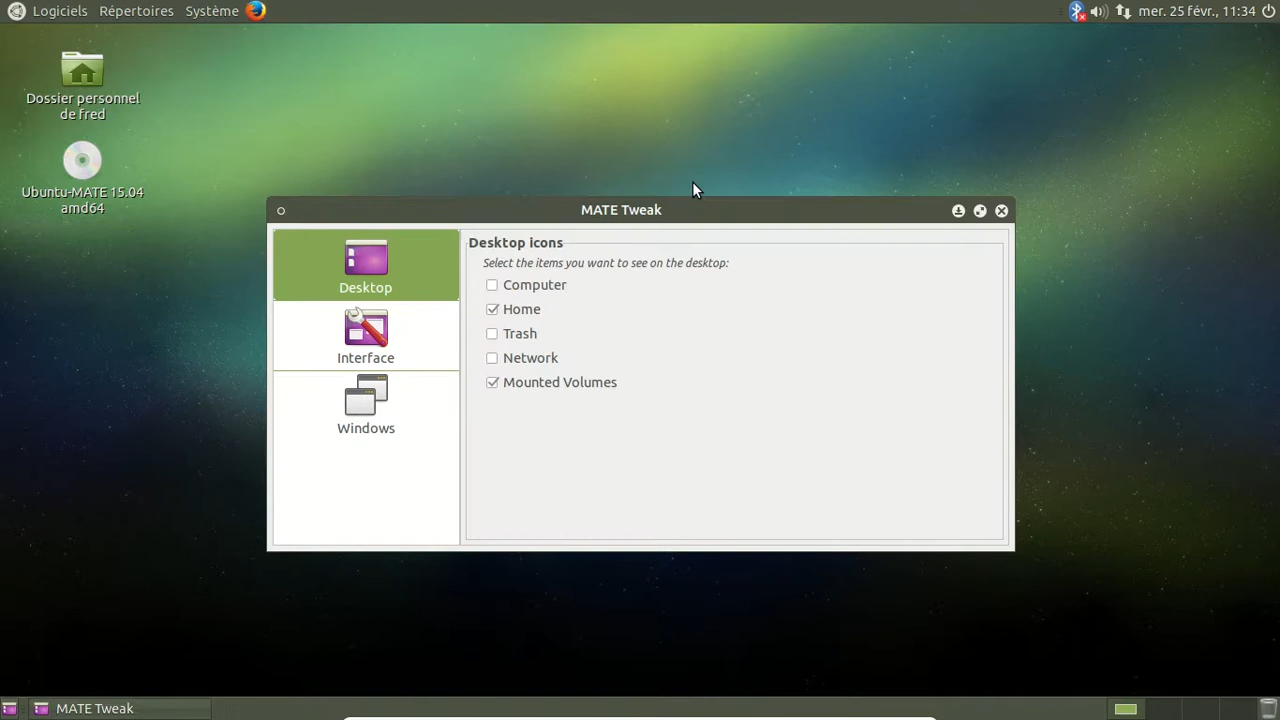 Logiciels Répertoires Système
mer. 25 févr., 11:34
Dossier personnel
de fred
Ubuntu-MATE 15.04
amd64
MATE Tweak
Desktop
Interface
Windows
Desktop icons
Select the items you want to see on the desktop:
Computer
Home
Trash
Network
Mounted Volumes
MATE Tweak